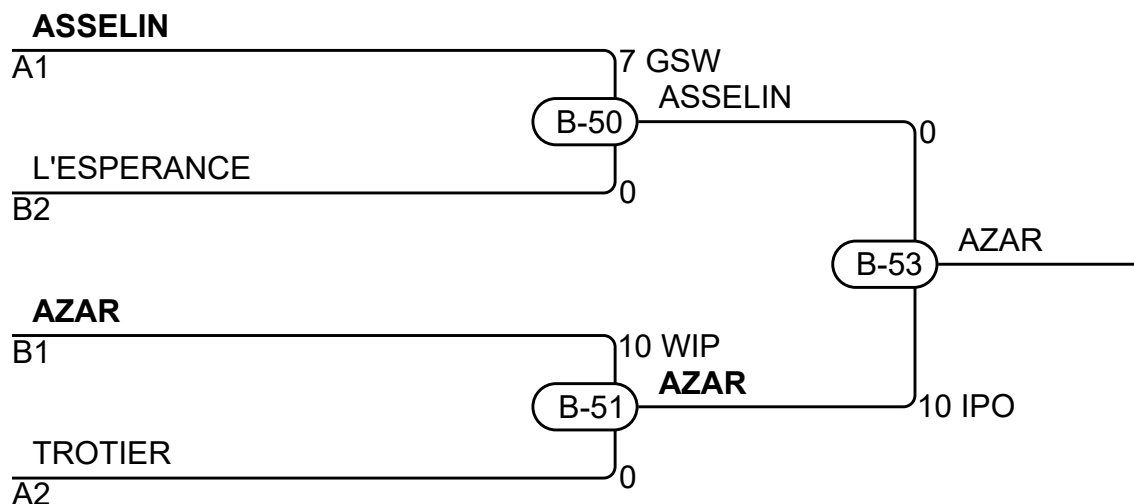 ASSELIN
A1
7 GSW
ASSELIN
B-50
0
L'ESPERANCE
0
B2
AZAR
B-53
AZAR
B1
10 WIP
AZAR
B-51
10 IPO
TROTIER
0
A2